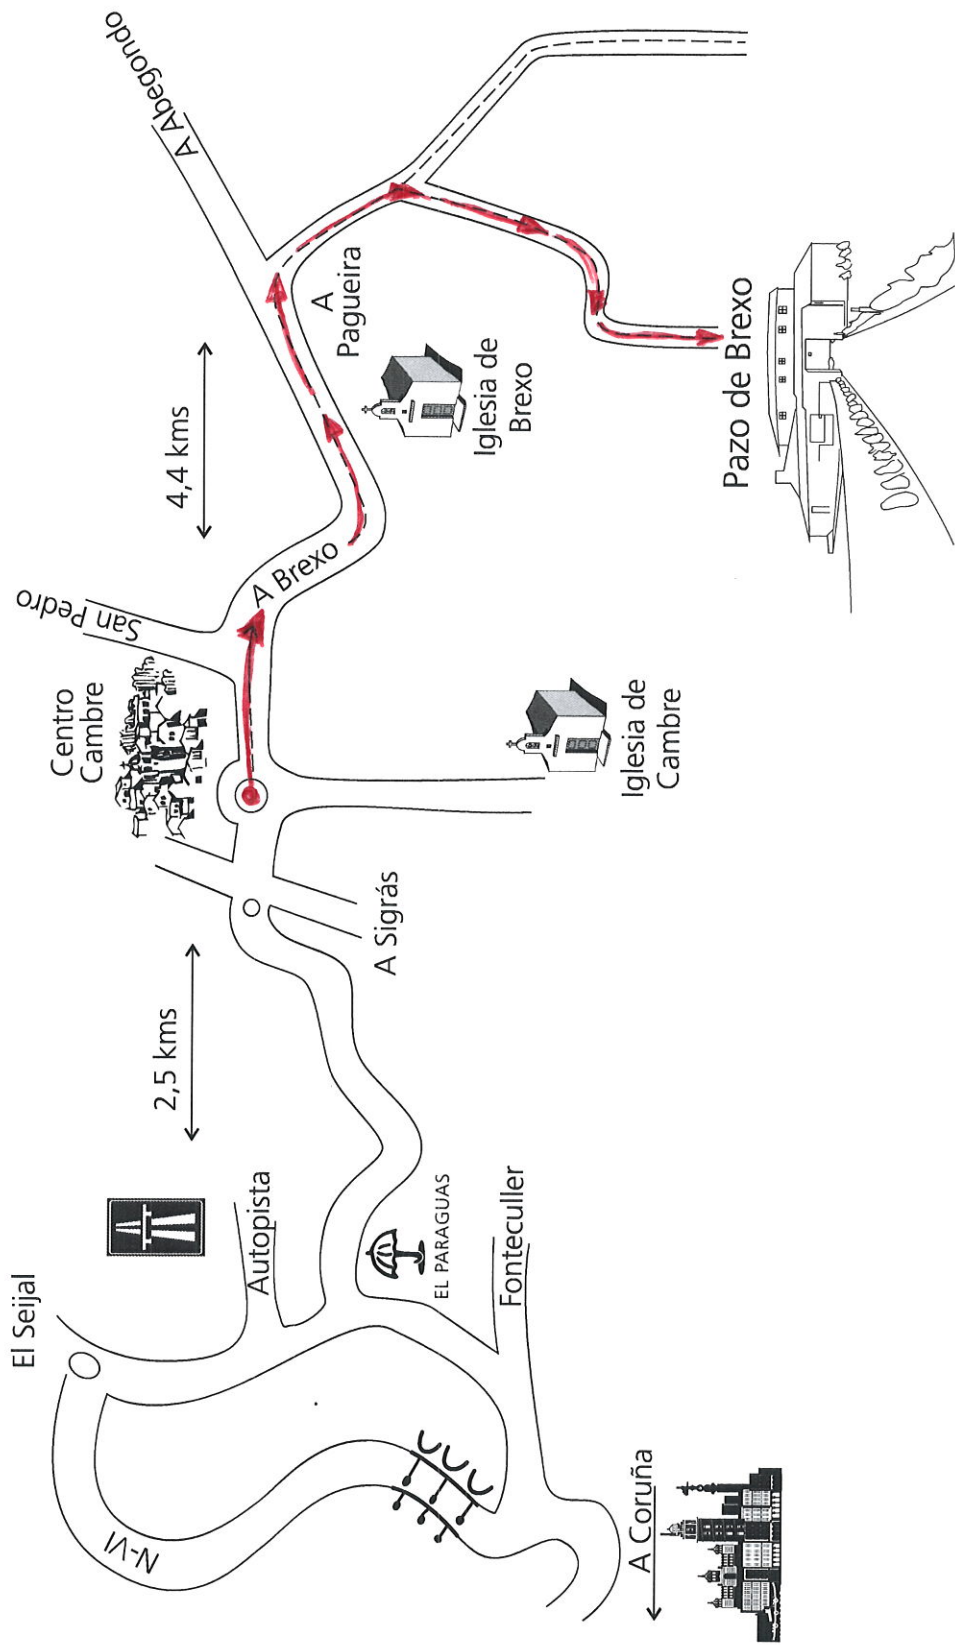 El Seijal
N-VI
Autopista
EL PARAGUAS
Fonteculler
A Coruña
2,5 kms
A Sigrás
Centro
Cambre
San Pedro
Iglesia de
Cambre
A Brexo
4,4 kms
Iglesia de
Brexo
A
Pagueira
A Abegondo
Pazo de Brexo